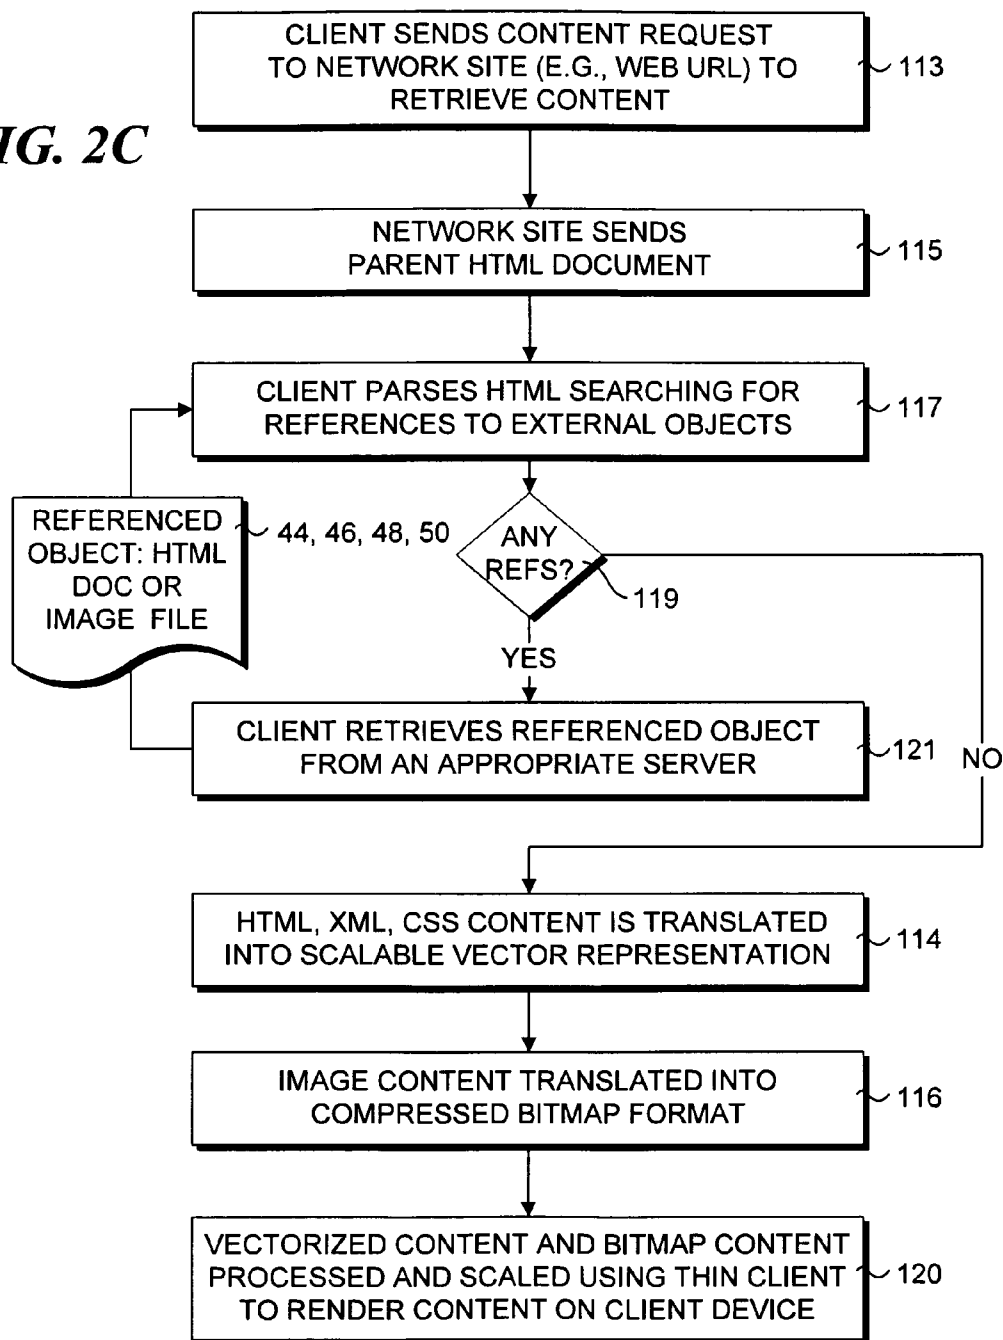 CLIENT SENDS CONTENT REQUEST
TO NETWORK SITE (E.G., WEB URL) TO
RETRIEVE CONTENT
113
IG. 2C
NETWORK SITE SENDS
PARENT HTML DOCUMENT
115
CLIENT PARSES HTML SEARCHING FOR
REFERENCES TO EXTERNAL OBJECTS
117
REFERENCED
OBJECT: HTML
DOC OR
IMAGE FILE
44, 46, 48, 50
ANY
REFS?
119
YES
CLIENT RETRIEVES REFERENCED OBJECT
FROM AN APPROPRIATE SERVER
121
NO
HTML, XML, CSS CONTENT IS TRANSLATED
INTO SCALABLE VECTOR REPRESENTATION
114
IMAGE CONTENT TRANSLATED INTO
COMPRESSED BITMAP FORMAT
116
VECTORIZED CONTENT AND BITMAP CONTENT
PROCESSED AND SCALED USING THIN CLIENT
TO RENDER CONTENT ON CLIENT DEVICE
120